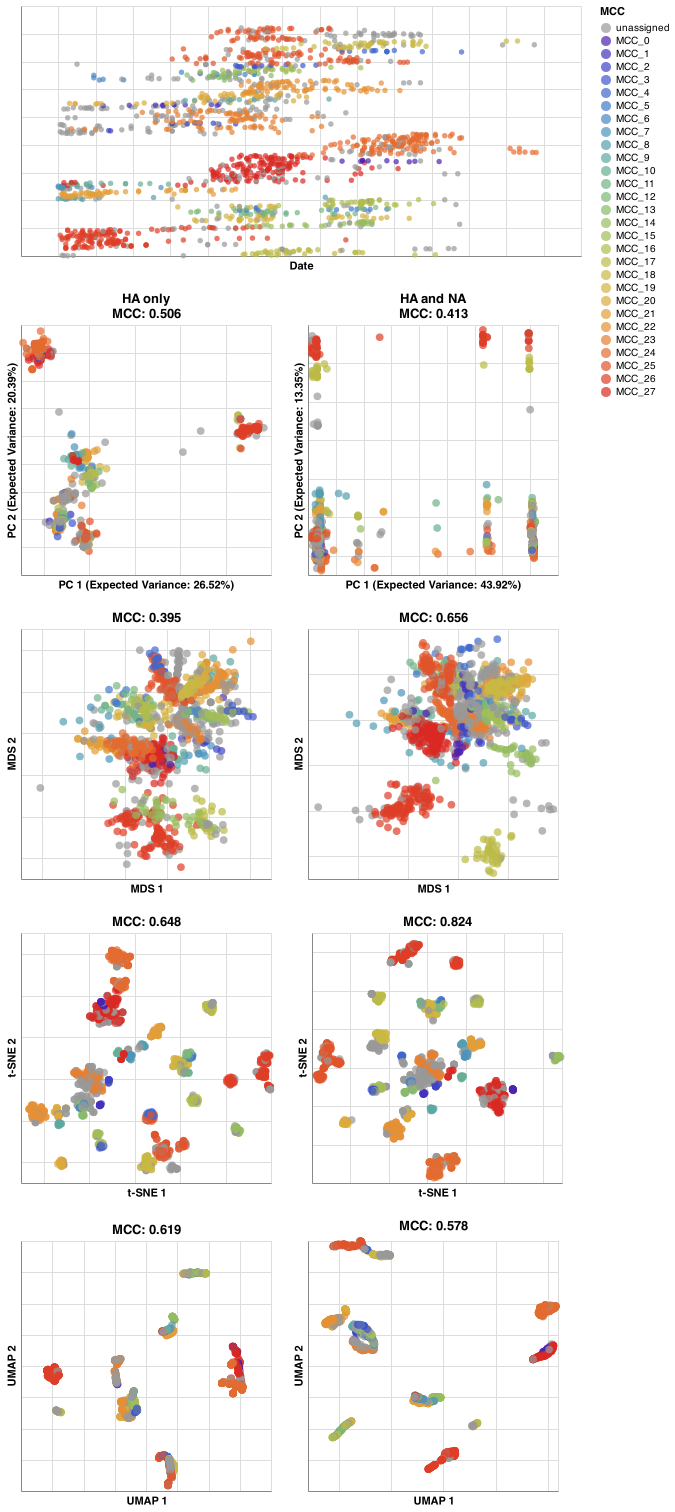 MCC
unassigned
MCC_0
MCC_1
MCC_2
MCC_3
MCC_4
MCC_5
MCC_6
MCC_7
MCC_8
MCC_9
MCC_10
MCC_11
MCC_12
MCC_13
MCC_14
MCC_15
MCC_16
MCC_17
MCC_18
MCC_19
MCC_20
MCC_21
MCC_22
MCC_23
MCC_24
MCC_25
MCC_26
MCC_27
Date
HA only
MCC: 0.506
HA and NA
MCC: 0.413
PC 2 (Expected Variance: 20.39%)
PC 1 (Expected Variance: 26.52%)
PC 2 (Expected Variance: 13.35%)
PC 1 (Expected Variance: 43.92%)
MCC: 0.395
MCC: 0.656
MDS 2
MDS 1
MDS 2
MDS 1
MCC: 0.648
MCC: 0.824
t-SNE 2
t-SNE 1
t-SNE 2
t-SNE 1
MCC: 0.619
MCC: 0.578
UMAP 2
UMAP 1
UMAP 2
UMAP 1